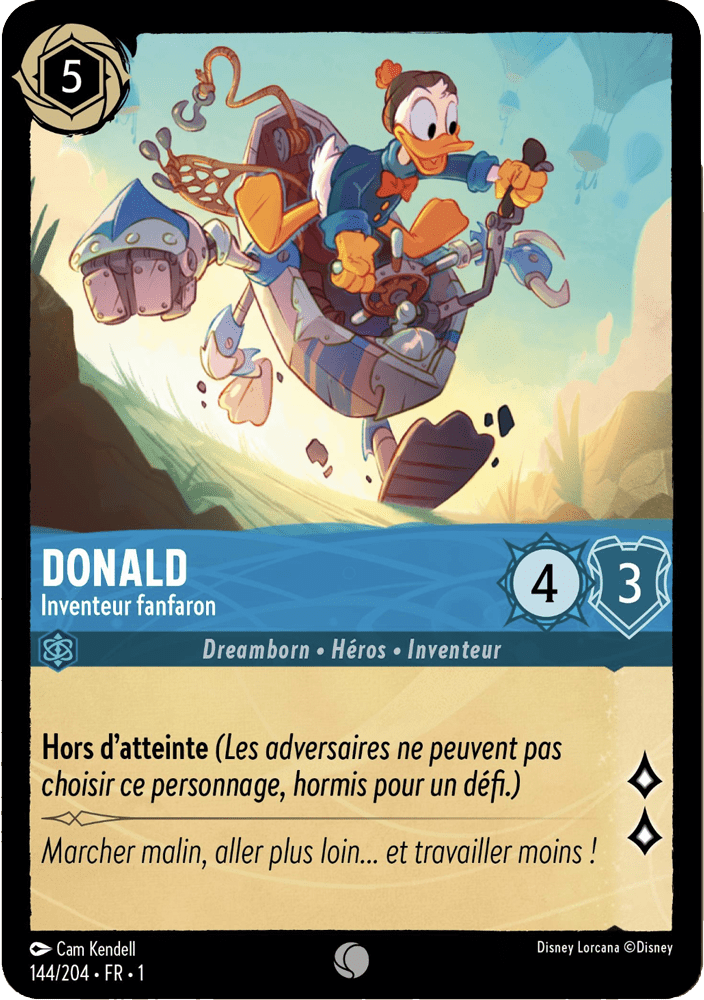 5
DONALD
Inventeur fanfaron
4
3
Dreamborn • Héros • Inventeur
Hors d'atteinte (Les adversaires ne peuvent pas
choisir ce personnage, hormis pour un défi.)
Marcher malin, aller plus loin... et travailler moins !
Cam Kendell
Disney Lorcana ©Disney
144/204 • FR • 1